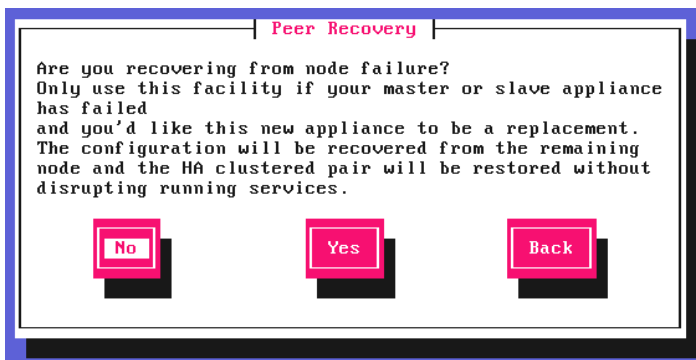 Peer Recovery
Are you recovering from node failure?
Only use this facility if your master or slave appliance
has failed
and you'd like this new appliance to be a replacement.
The configuration will be recovered from the remaining
node and the HA clustered pair will be restored without
disrupting running services.
No Yes Back